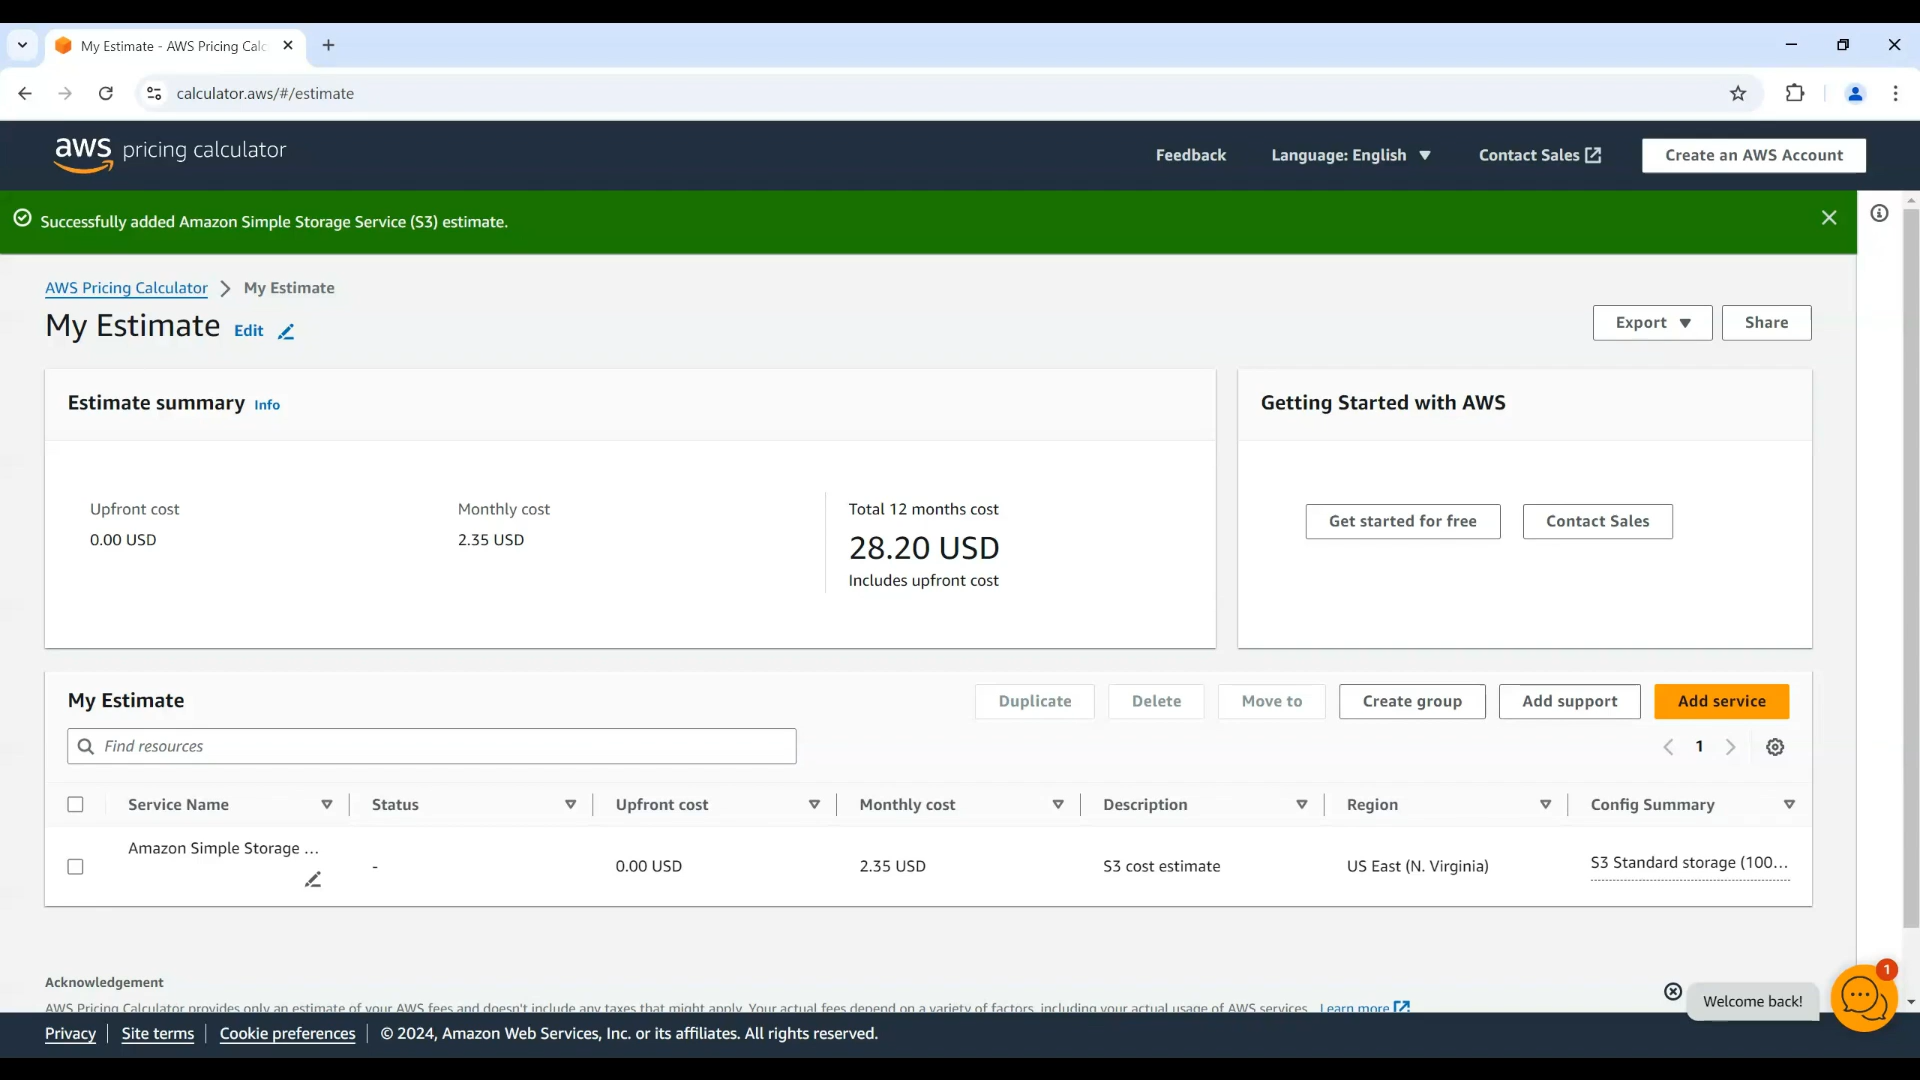 My Estimate - AWS Pricing Calc
calculator.aws/#/estimate
aws pricing calculator
Feedback
Language: English
Contact Sales
Create an AWS Account
Successfully added Amazon Simple Storage Service (S3) estimate.
AWS Pricing Calculator
My Estimate
My Estimate
Edit
Export
Share
Estimate summary
Info
Getting Started with AWS
Upfront cost
0.00 USD
Monthly cost
2.35 USD
Total 12 months cost
28.20 USD
Includes upfront cost
Get started for free
Contact Sales
My Estimate
Duplicate
Delete
Move to
Create group
Add support
Add service
Find resources
1
Service Name
Status
Upfront cost
Monthly cost
Description
Region
Config Summary
Amazon Simple Storage ...
-
0.00 USD
2.35 USD
S3 cost estimate
US East (N. Virginia)
S3 Standard storage (100...
Acknowledgement
AWS Pricing Calculator provides only an estimate of your AWS fees and doesn't include any taxes that might apply. Your actual fees depend on a variety of factors, including your actual usage of AWS services. Learn more
1
Welcome back!
Privacy
Site terms
Cookie preferences
© 2024, Amazon Web Services, Inc. or its affiliates. All rights reserved.